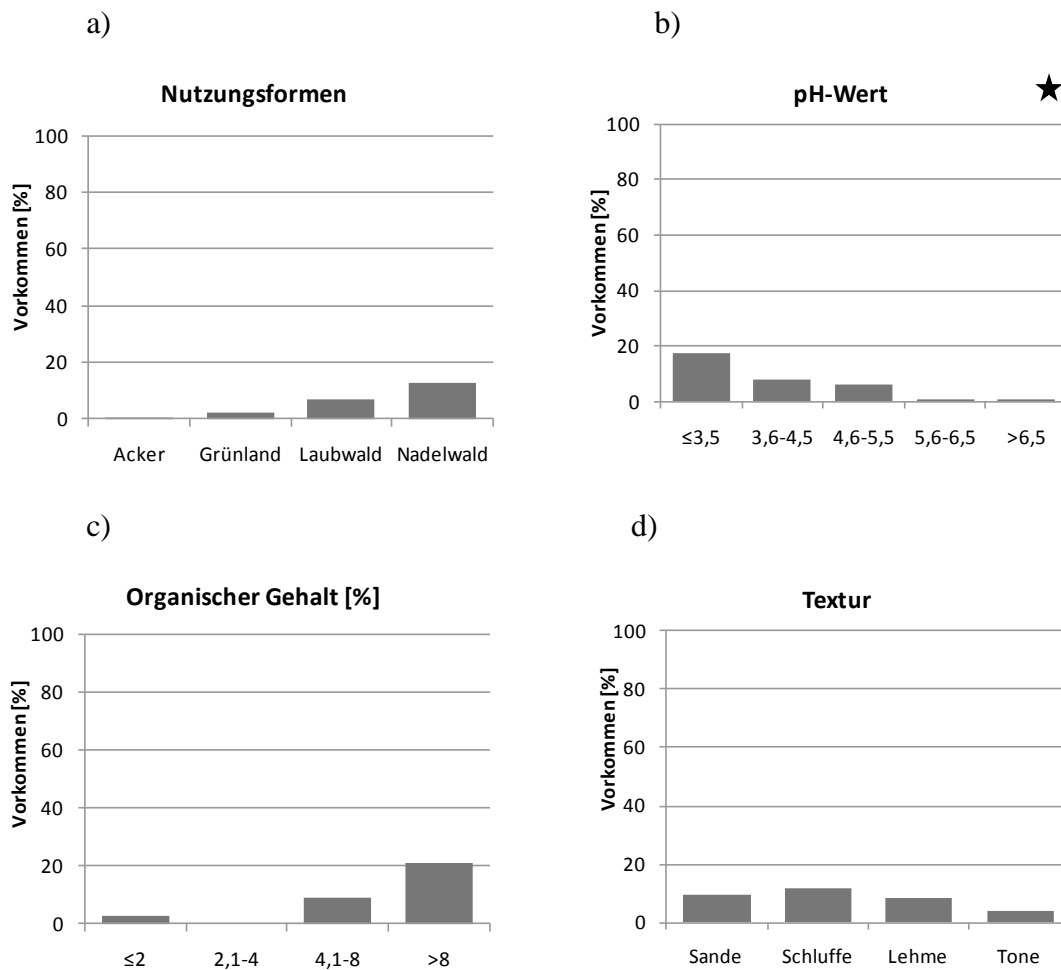 a)
Nutzungsformen
Vorkommen [%]
100
80
60
40
20
0
Acker Grünland Laubwald Nadelwald
b)
pH-Wert
Vorkommen [%]
100
80
60
40
20
0
≤3,5 3,6-4,5 4,6-5,5 5,6-6,5 >6,5
c)
Organischer Gehalt [%]
Vorkommen [%]
100
80
60
40
20
0
≤2 2,1-4 4,1-8 >8
d)
Textur
Vorkommen [%]
100
80
60
40
20
0
Sande Schluffe Lehme Tone